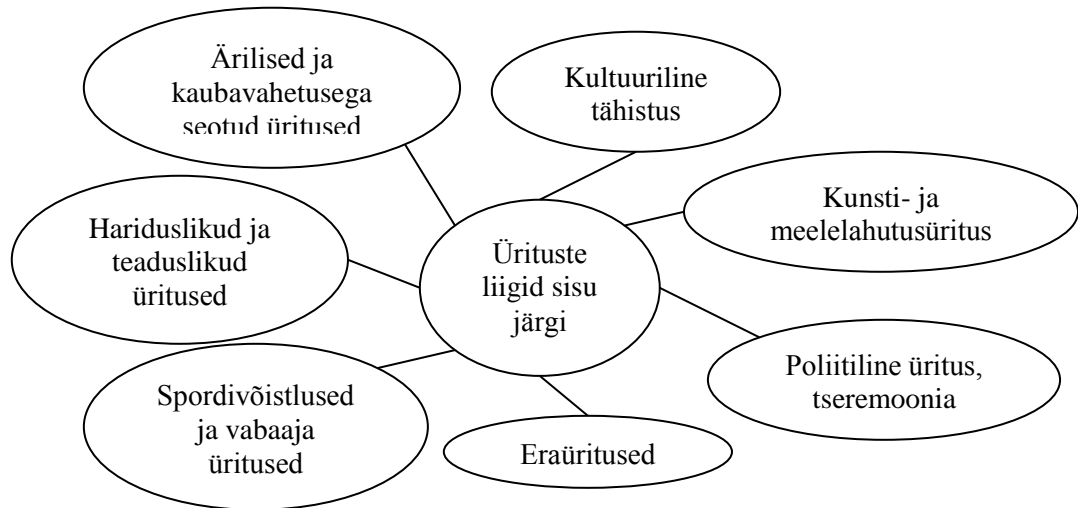 Ärilised ja
kaubavahetusega
seotud üritused
Kultuuriline
tähistus
Kunsti- ja
meelelahutusüritus
Hariduslikud ja
teaduslikud
üritused
Ürituste
liigid sisu
järgi
Poliitiline üritus,
tseremoonia
Spordivõistlused
ja vabaaja
üritused
Eraüritused